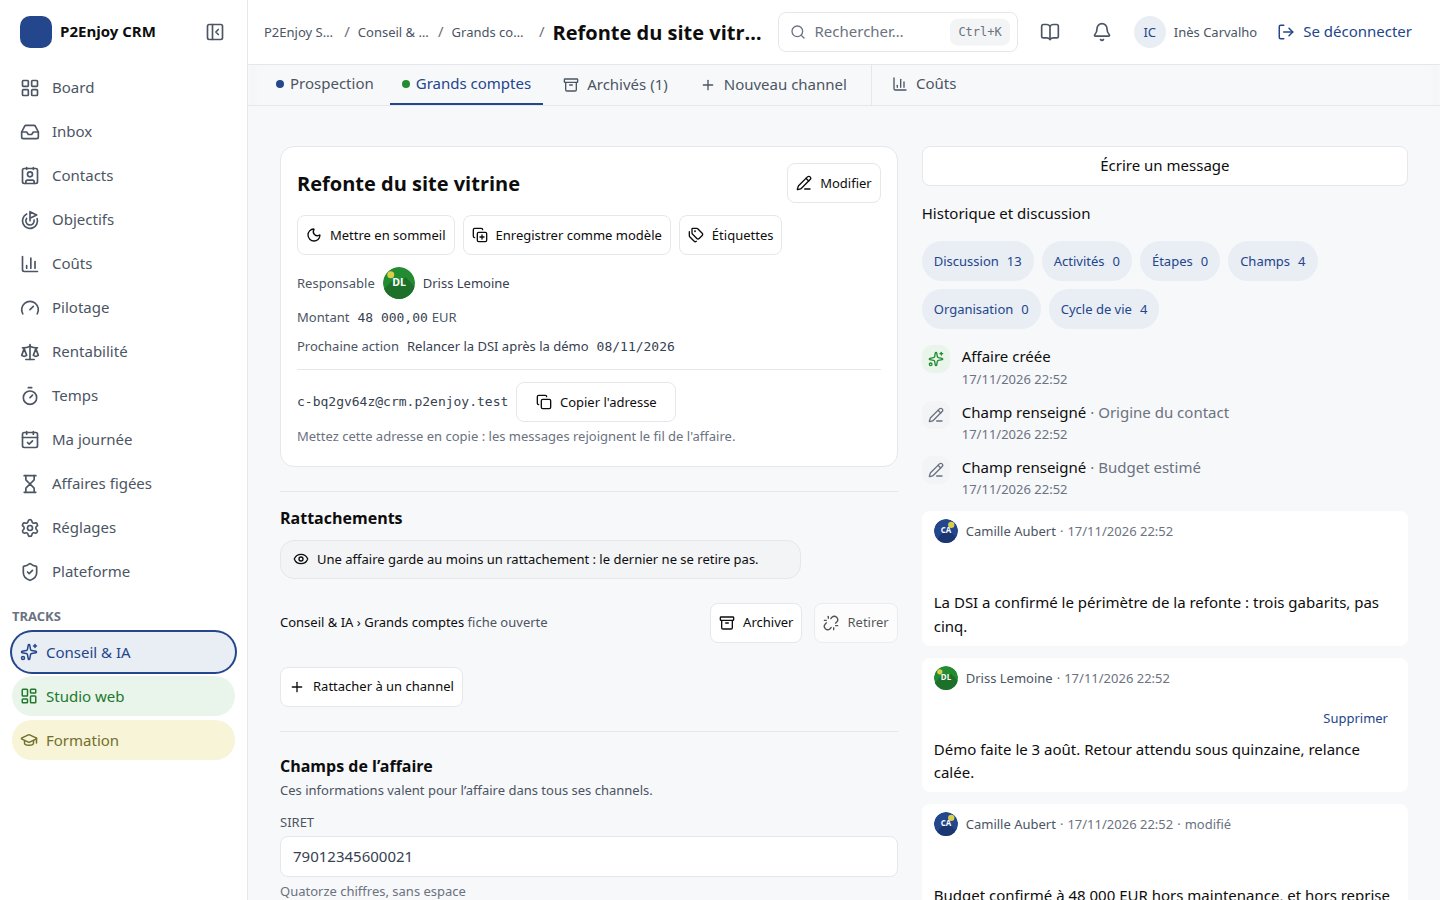 P2Enjoy CRM
Board
Inbox
Contacts
Objectifs
Coûts
Pilotage
Rentabilité
Temps
Ma journée
Affaires figées
Réglages
Plateforme
TRACKS
Conseil & IA
Studio web
Formation
P2Enjoy S... / Conseil & ... / Grands co... / Refonte du site vitr...
Rechercher... Ctrl+K
IC Inès Carvalho
Se déconnecter
Prospection
Grands comptes
Archivés (1)
Nouveau channel
Coûts
Refonte du site vitrine
Modifier
Mettre en sommeil
Enregistrer comme modèle
Étiquettes
Responsable DL Driss Lemoine
Montant 48 000,00 EUR
Prochaine action Relancer la DSI après la démo 08/11/2026
c-bq2gv64z@crm.p2enjoy.test Copier l'adresse
Mettez cette adresse en copie : les messages rejoignent le fil de l'affaire.
Rattachements
Une affaire garde au moins un rattachement : le dernier ne se retire pas.
Conseil & IA › Grands comptes fiche ouverte
Archiver
Retirer
Rattacher à un channel
Champs de l’affaire
Ces informations valent pour l’affaire dans tous ses channels.
SIRET
79012345600021
Quatorze chiffres, sans espace
Écrire un message
Historique et discussion
Discussion 13
Activités 0
Étapes 0
Champs 4
Organisation 0
Cycle de vie 4
Affaire créée
17/11/2026 22:52
Champ renseigné · Origine du contact
17/11/2026 22:52
Champ renseigné · Budget estimé
17/11/2026 22:52
CA Camille Aubert · 17/11/2026 22:52
La DSI a confirmé le périmètre de la refonte : trois gabarits, pas
cinq.
DL Driss Lemoine · 17/11/2026 22:52
Supprimer
Démo faite le 3 août. Retour attendu sous quinzaine, relance
calée.
CA Camille Aubert · 17/11/2026 22:52 · modifié
Budget confirmé à 48 000 EUR hors maintenance, et hors reprise